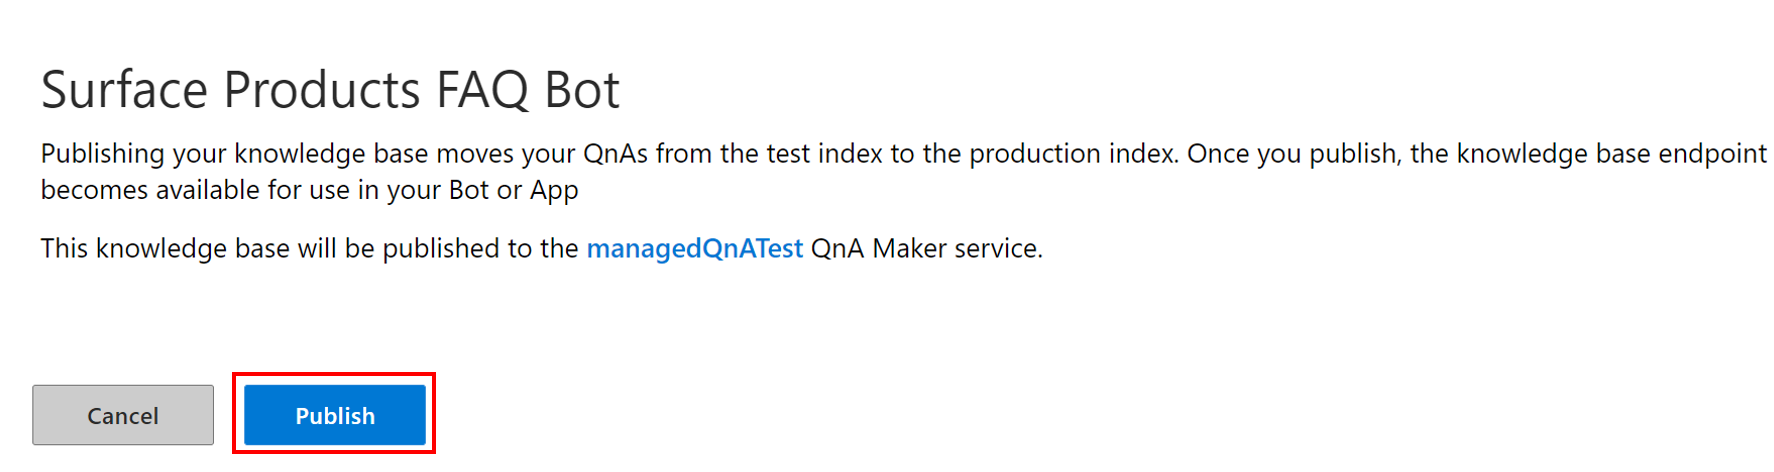 Surface Products FAQ Bot
Publishing your knowledge base moves your QnAs from the test index to the production index. Once you publish, the knowledge base endpoint
becomes available for use in your Bot or App
This knowledge base will be published to the managedQnATest QnA Maker service.
Cancel Publish